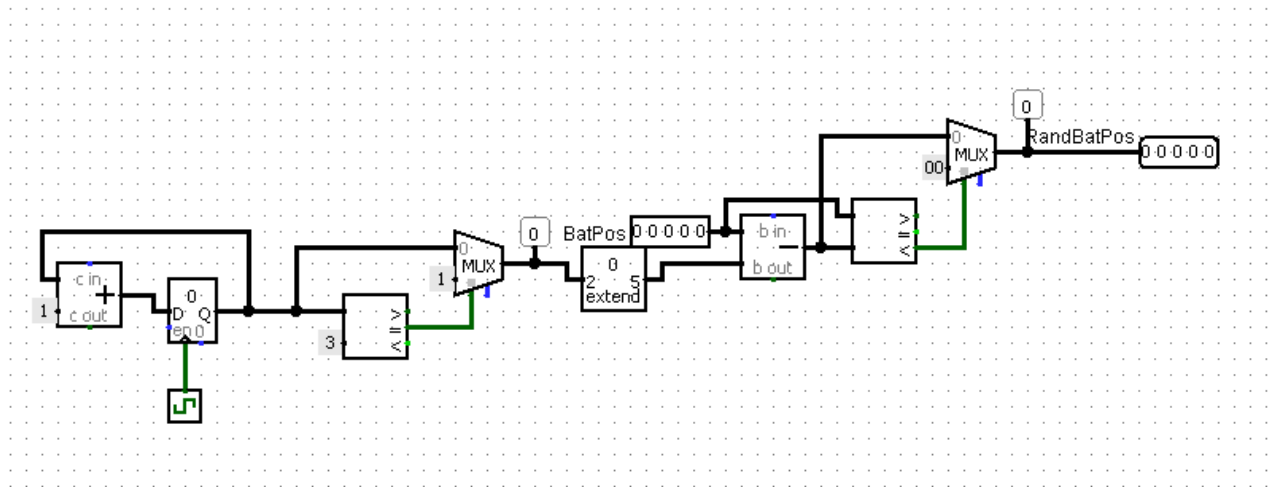 0
RandBatPos 0 0 0 0 0
0
MUX
00
0 BatPos 0 0 0 0 0
b in
>
=
<
−
b out
0
MUX
1
0
2 5
extend
c in
+
1
c out
0
D Q
en 0
>
=
<
3